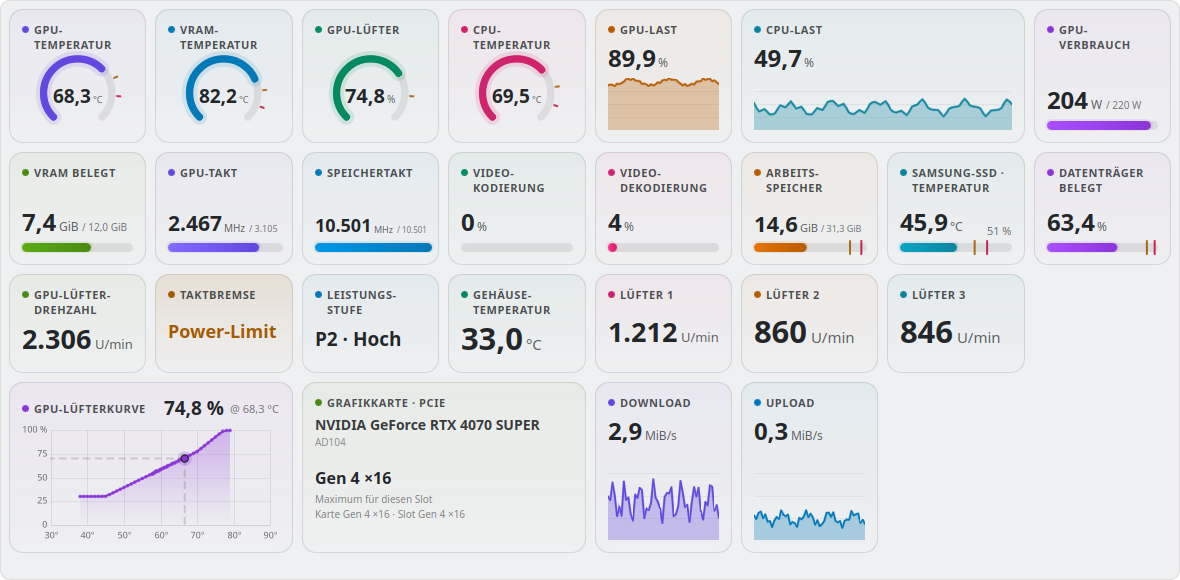 GPU-
TEMPERATUR
68,3 °C
VRAM-
TEMPERATUR
82,2 °C
GPU-LÜFTER
74,8 %
CPU-
TEMPERATUR
69,5 °C
GPU-LAST
89,9 %
CPU-LAST
49,7 %
GPU-
VERBRAUCH
204 W / 220 W
VRAM BELEGT
7,4 GiB / 12,0 GiB
GPU-TAKT
2.467 MHz / 3.105
SPEICHERTAKT
10.501 MHz / 10.501
VIDEO-
KODIERUNG
0 %
VIDEO-
DEKODIERUNG
4 %
ARBEITS-
SPEICHER
14,6 GiB / 31,3 GiB
SAMSUNG-SSD ·
TEMPERATUR
45,9 °C 51 %
DATENTRÄGER
BELEGT
63,4 %
GPU-LÜFTER-
DREHZAHL
2.306 U/min
TAKTBREMSE
Power-Limit
LEISTUNGS-
STUFE
P2 · Hoch
GEHÄUSE-
TEMPERATUR
33,0 °C
LÜFTER 1
1.212 U/min
LÜFTER 2
860 U/min
LÜFTER 3
846 U/min
GPU-LÜFTERKURVE 74,8 % @ 68,3 °C
100 %
75
50
25
0
30° 40° 50° 60° 70° 80° 90°
GRAFIKKARTE · PCIE
NVIDIA GeForce RTX 4070 SUPER
AD104
Gen 4 ×16
Maximum für diesen Slot
Karte Gen 4 ×16 · Slot Gen 4 ×16
DOWNLOAD
2,9 MiB/s
UPLOAD
0,3 MiB/s